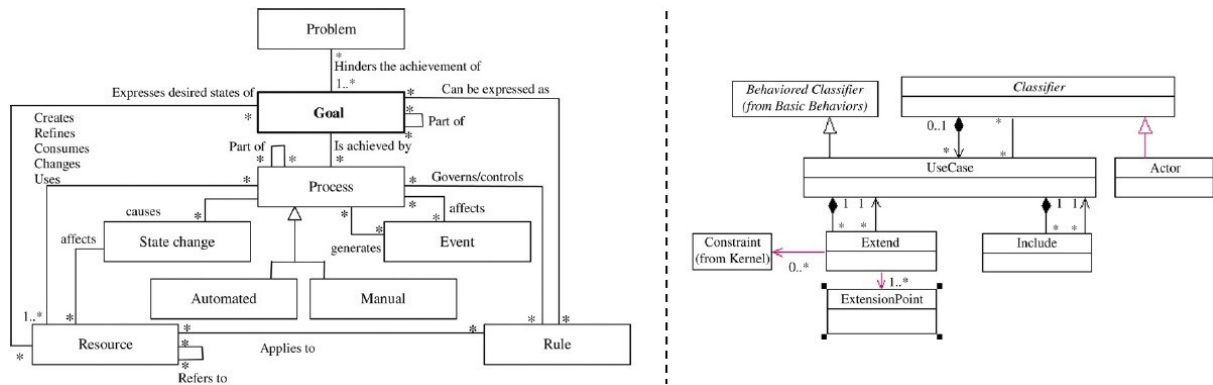 Problem
*
Hinders the achievement of
1..*
Expresses desired states of
*
Goal
*
Can be expressed as
*
Part of
*
Creates
Refines
Consumes
Changes
Uses
*
Is achieved by
Part of
*
*
*
*
Process
*
Governs/controls
*
*
*
causes
*
affects
*
State change
generates
*
Event
affects
Automated
Manual
1..*
*
*
Resource
*
*
*
Refers to
Applies to
*
*
*
Rule
Behaviored Classifier
(from Basic Behaviors)
Classifier
0..1
*
*
*
UseCase
Actor
1
1
*
*
Extend
1
1
*
*
Include
Constraint
(from Kernel)
0..*
1..*
ExtensionPoint